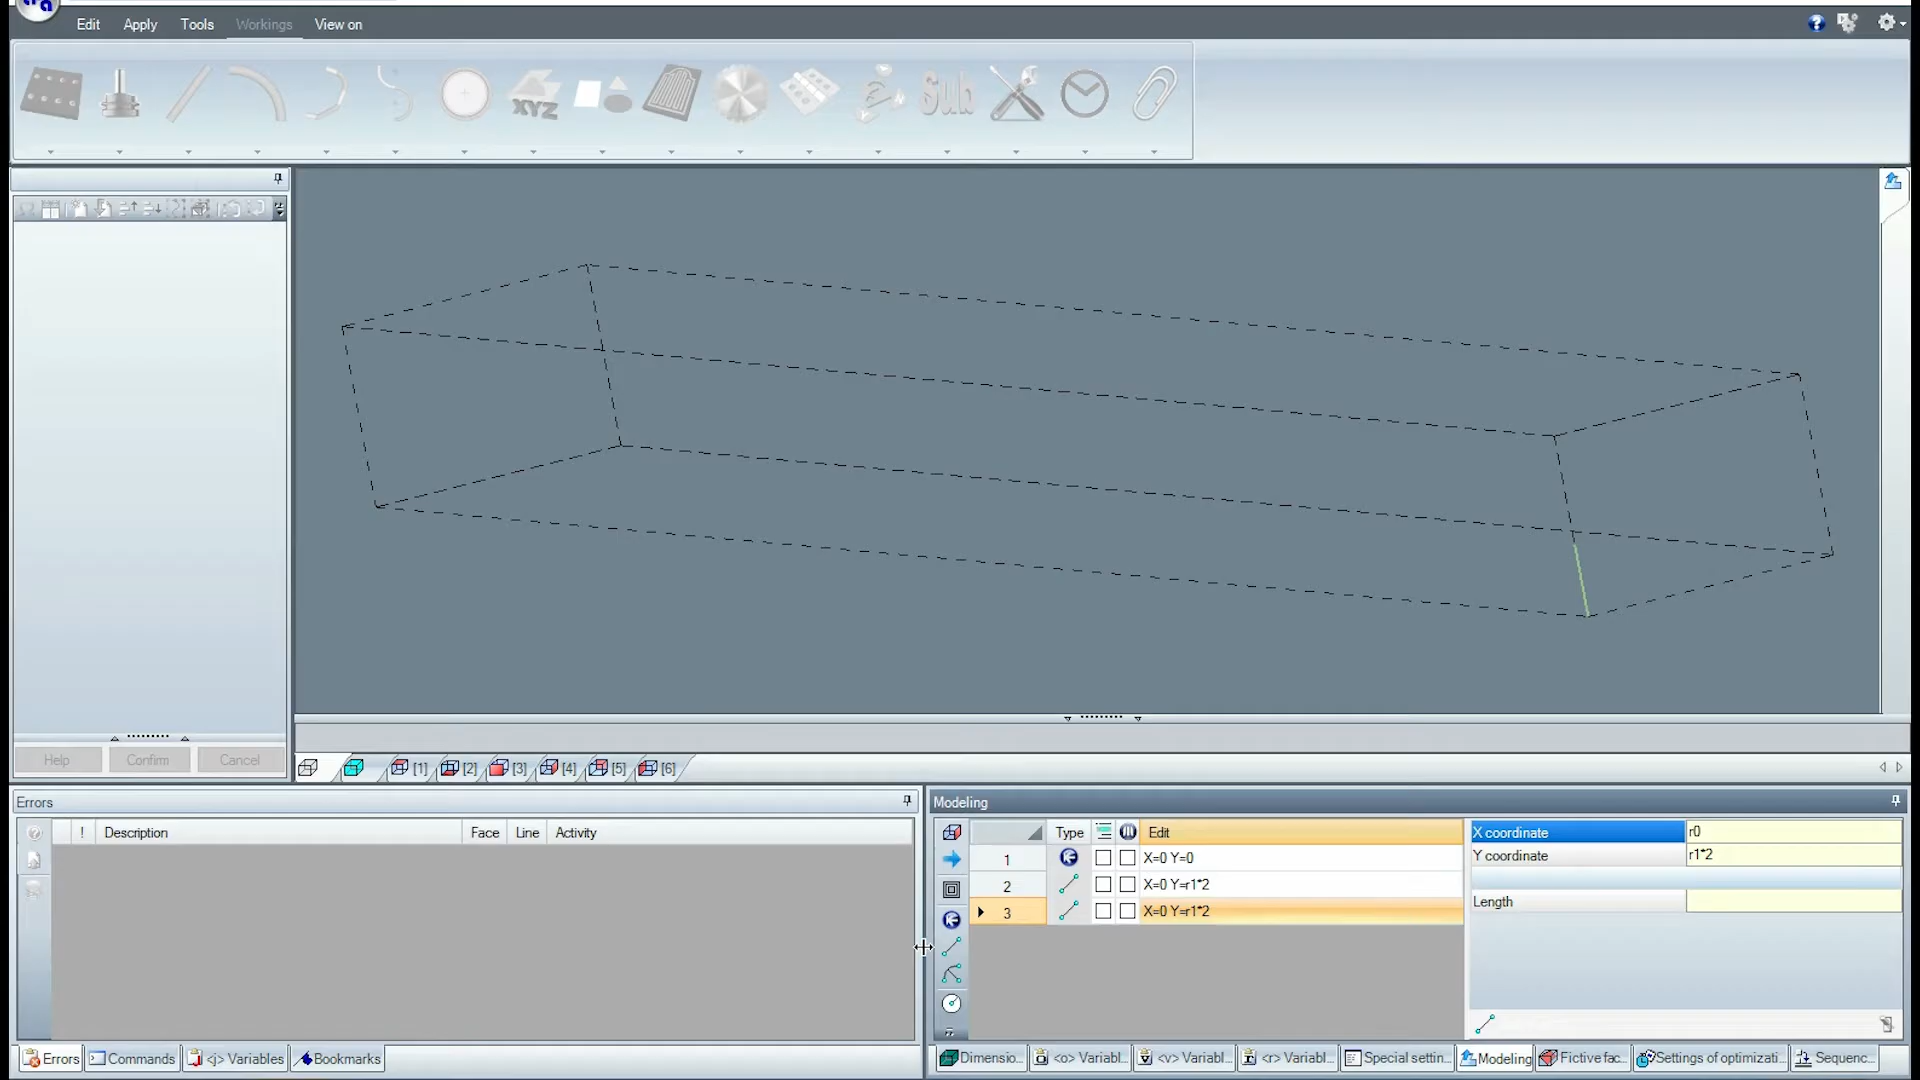 Edit Apply Tools Workings View on
XYZ
Sub
Help Confirm Cancel
[1] [2] [3] [4] [5] [6]
Errors
! Description Face Line Activity
Errors Commands <j> Variables Bookmarks
Modeling
Type Edit
1 X=0 Y=0
2 X=0 Y=r1*2
3 X=0 Y=r1*2
X coordinate r0
Y coordinate r1*2
Length
Dimensio... <o> Variabl... <v> Variabl... <r> Variabl... Special settin... Modeling Fictive fac... Settings of optimizati... Sequenc...